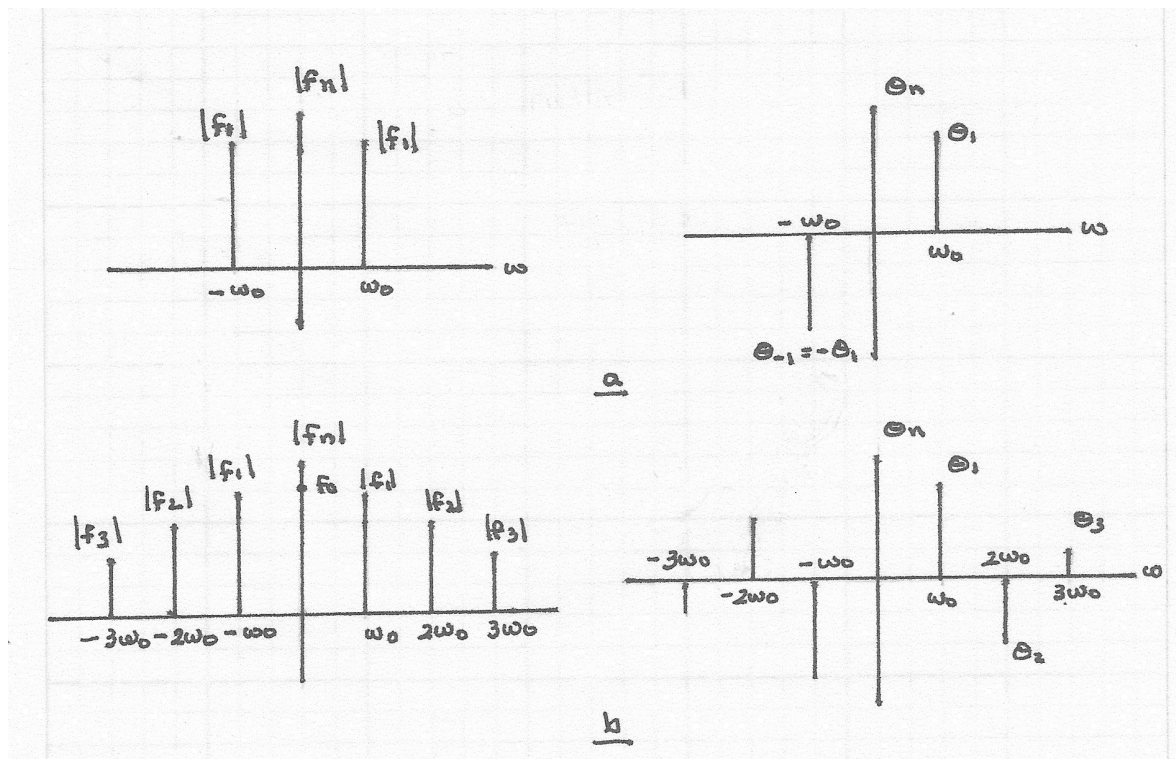 |fn|
|f1| |f1|
-ω0 ω0 ω
θn
θ1
-ω0 ω0 ω
θ-1 = -θ1
a
|fn|
|f3| |f2| |f1| f0 |f1| |f2| |f3|
-3ω0 -2ω0 -ω0 ω0 2ω0 3ω0
θn
θ1
θ3
-3ω0 -ω0 2ω0 ω
-2ω0 ω0 3ω0
θ2
b